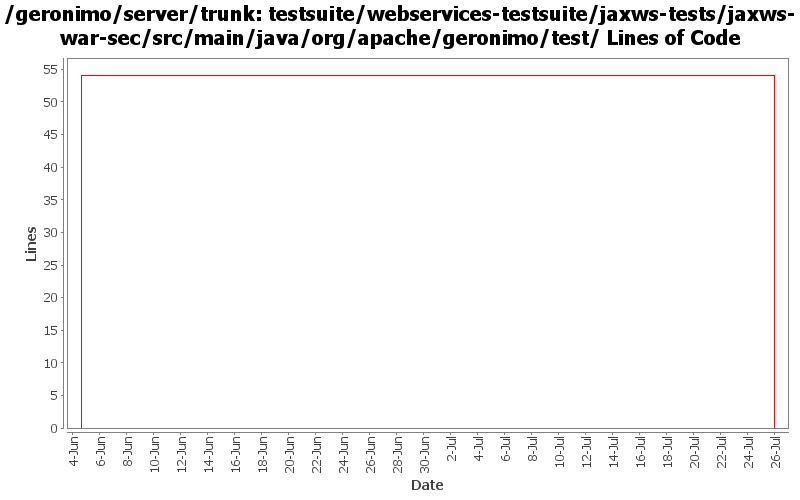 /geronimo/server/trunk: testsuite/webservices-testsuite/jaxws-tests/jaxws-
war-sec/src/main/java/org/apache/geronimo/test/ Lines of Code
55
50
45
40
35
30
25
20
15
10
5
0
Lines
4-Jun
6-Jun
8-Jun
10-Jun
12-Jun
14-Jun
16-Jun
18-Jun
20-Jun
22-Jun
24-Jun
26-Jun
28-Jun
30-Jun
2-Jul
4-Jul
6-Jul
8-Jul
10-Jul
12-Jul
14-Jul
16-Jul
18-Jul
20-Jul
22-Jul
24-Jul
26-Jul
Date